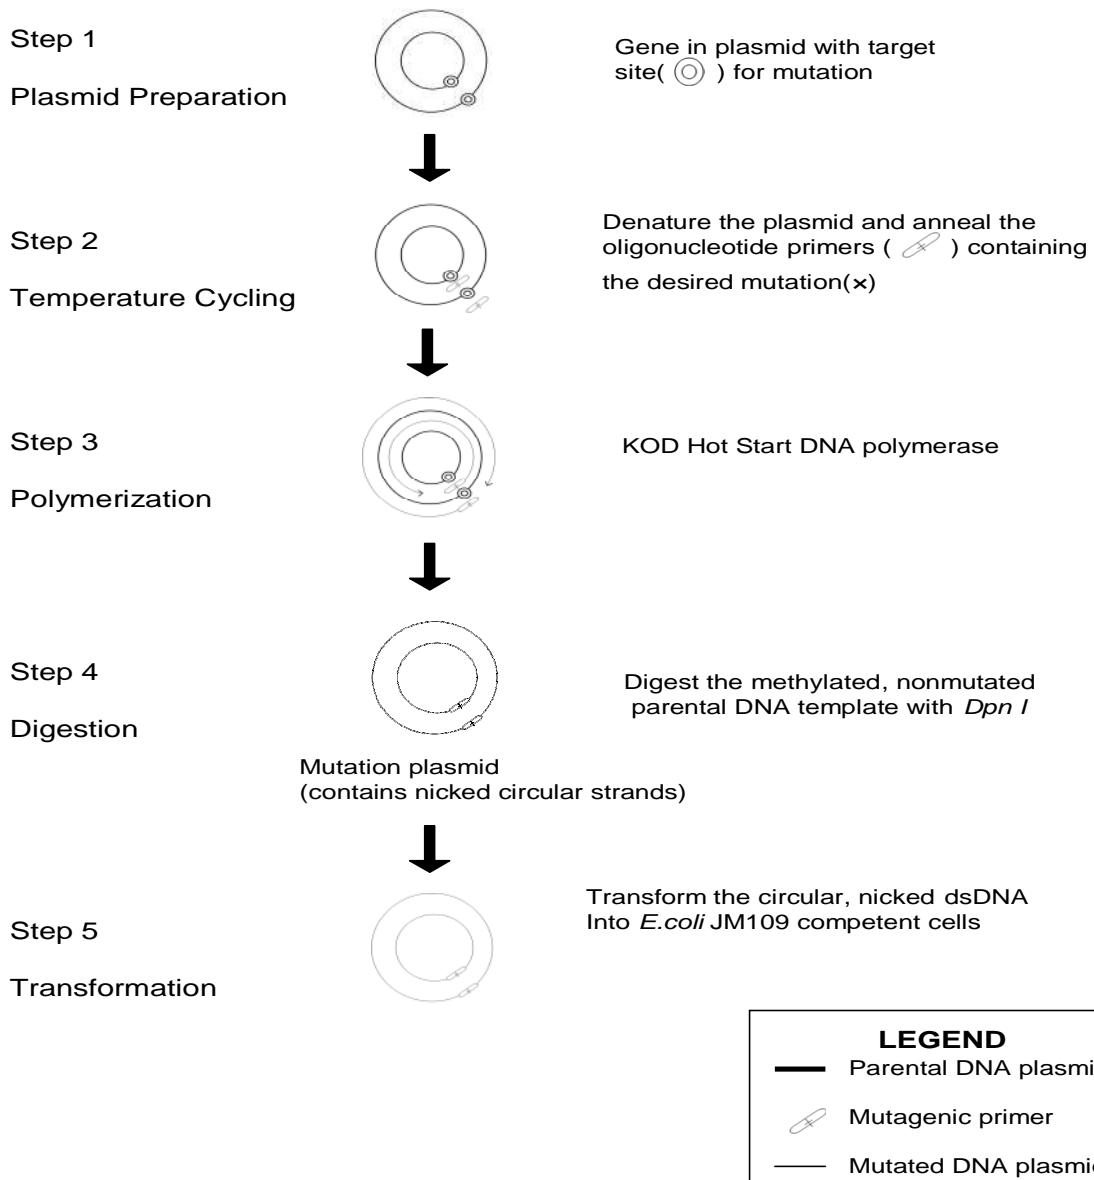 Step 1
Plasmid Preparation
Gene in plasmid with target
site( ) for mutation
Step 2
Temperature Cycling
Denature the plasmid and anneal the
oligonucleotide primers ( ) containing
the desired mutation(×)
Step 3
Polymerization
KOD Hot Start DNA polymerase
Step 4
Digestion
Digest the methylated, nonmutated
parental DNA template with Dpn I
Mutation plasmid
(contains nicked circular strands)
Step 5
Transformation
Transform the circular, nicked dsDNA
Into E.coli JM109 competent cells
LEGEND
Parental DNA plasmi
Mutagenic primer
Mutated DNA plasmi